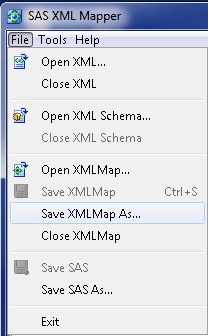 SAS XML Mapper
File Tools Help
Open XML...
Close XML
Open XML Schema...
Close XML Schema
Open XMLMap...
Save XMLMap Ctrl+S
Save XMLMap As...
Close XMLMap
Save SAS
Save SAS As...
Exit